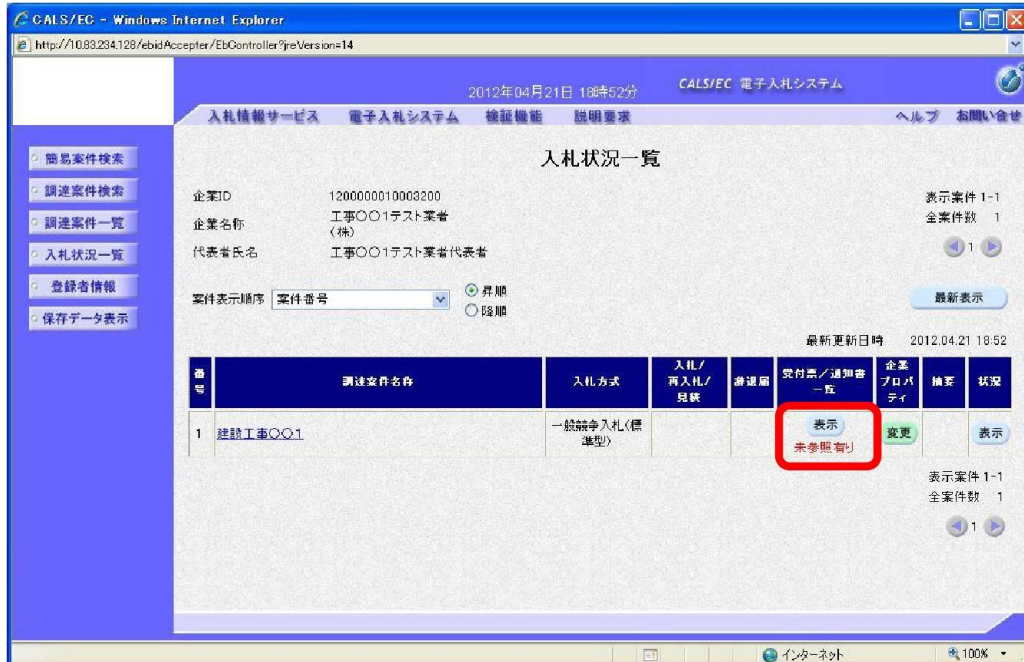 CALS/EC - Windows Internet Explorer
http://10.83.234.128/ebidAccepter/EbController?jreVersion=14
2012年04月21日 18時52分
CALS/EC 電子入札システム
入札情報サービス 電子入札システム 検証機能 説明要求 ヘルプ お問い合せ
簡易案件検索
調達案件検索
調達案件一覧
入札状況一覧
登録者情報
保存データ表示
入札状況一覧
企業ID 1200000010003200
企業名称 工事〇〇1テスト業者
(株)
代表者氏名 工事〇〇1テスト業者代表者
表示案件 1-1
全案件数 1
1
案件表示順序 案件番号
昇順
降順
最新表示
最新更新日時 2012.04.21 18:52
番号 調達案件名称 入札方式 入札/再入札/見積 辞退届 受付票/通知書一覧 企業プロパティ 摘要 状況
1 建設工事〇〇1 一般競争入札(標準型) 表示 未参照有り 変更 表示
表示案件 1-1
全案件数 1
1
インターネット 100%